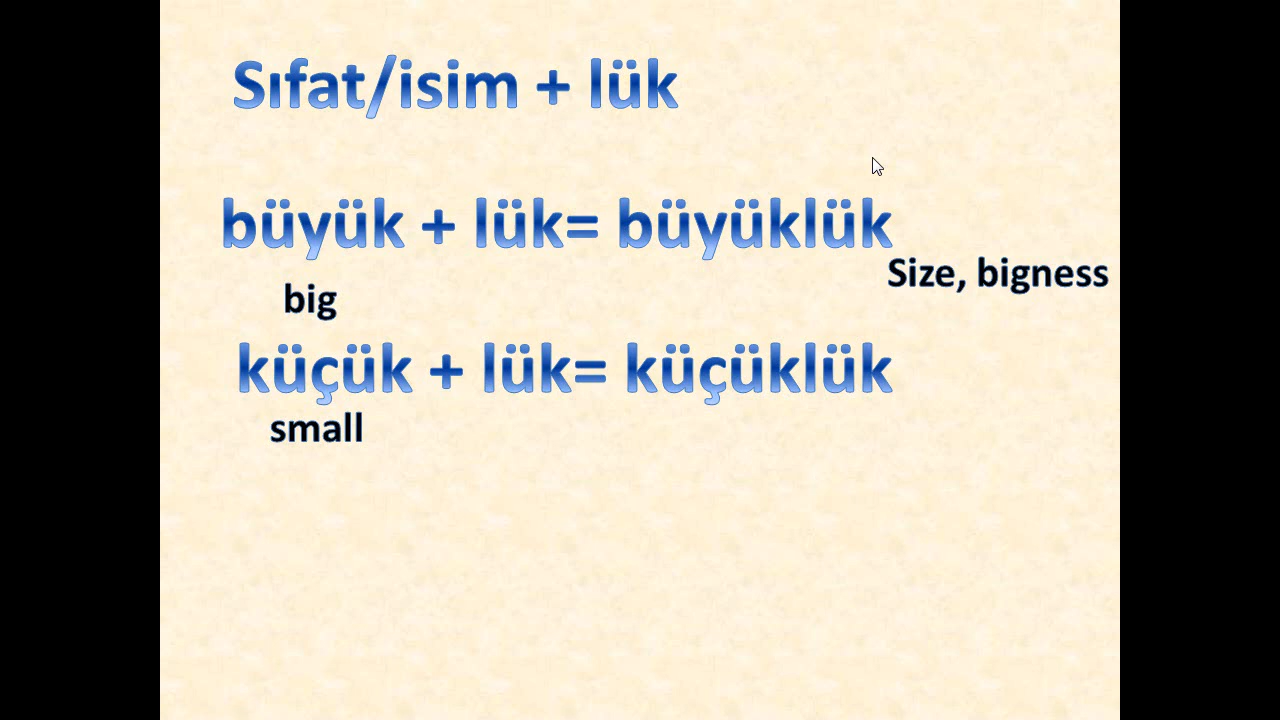 Sıfat/isim + lük
büyük + lük= büyüklük
Size, bigness
big
küçük + lük= küçüklük
small